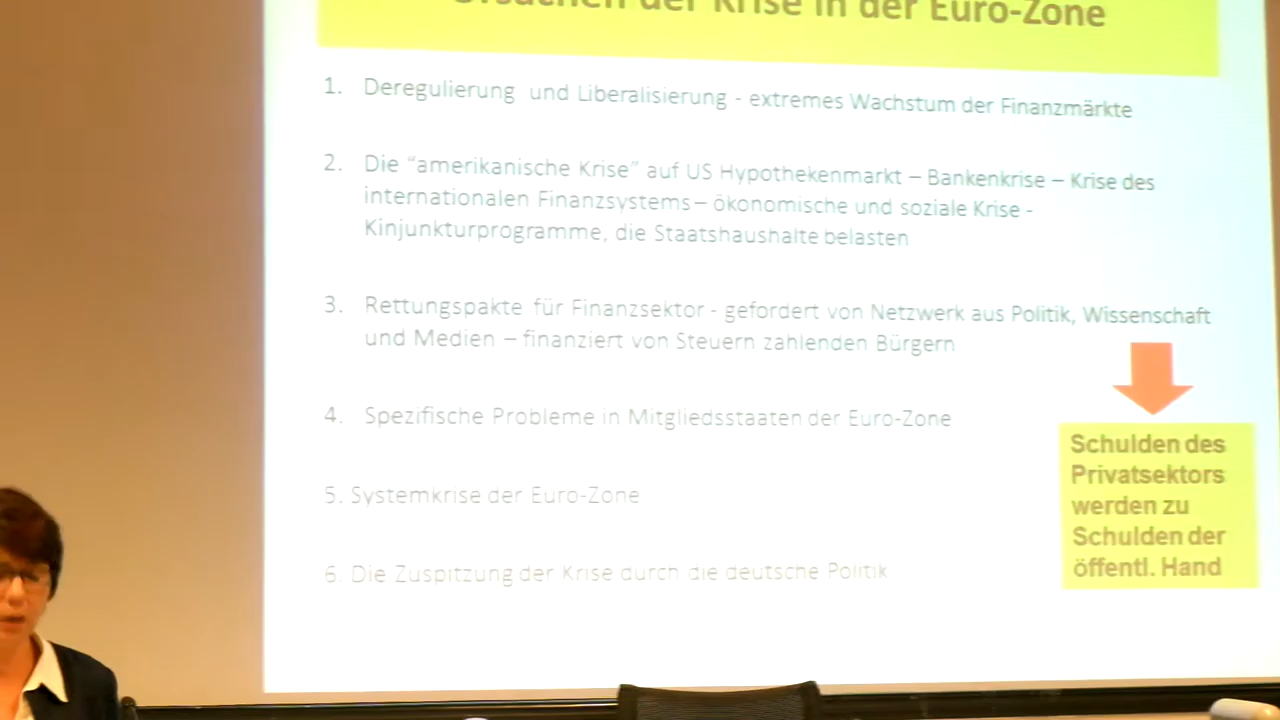 Ursachen der Krise in der Euro-Zone
1. Deregulierung und Liberalisierung - extremes Wachstum der Finanzmärkte
2. Die “amerikanische Krise” auf US Hypothekenmarkt – Bankenkrise – Krise des
internationalen Finanzsystems – ökonomische und soziale Krise -
Kinjunkturprogramme, die Staatshaushalte belasten
3. Rettungspakte für Finanzsektor - gefordert von Netzwerk aus Politik, Wissenschaft
und Medien – finanziert von Steuern zahlenden Bürgern
4. Spezifische Probleme in Mitgliedsstaaten der Euro-Zone
5. Systemkrise der Euro-Zone
6. Die Zuspitzung der Krise durch die deutsche Politik
Schulden des
Privatsektors
werden zu
Schulden der
öffentl. Hand